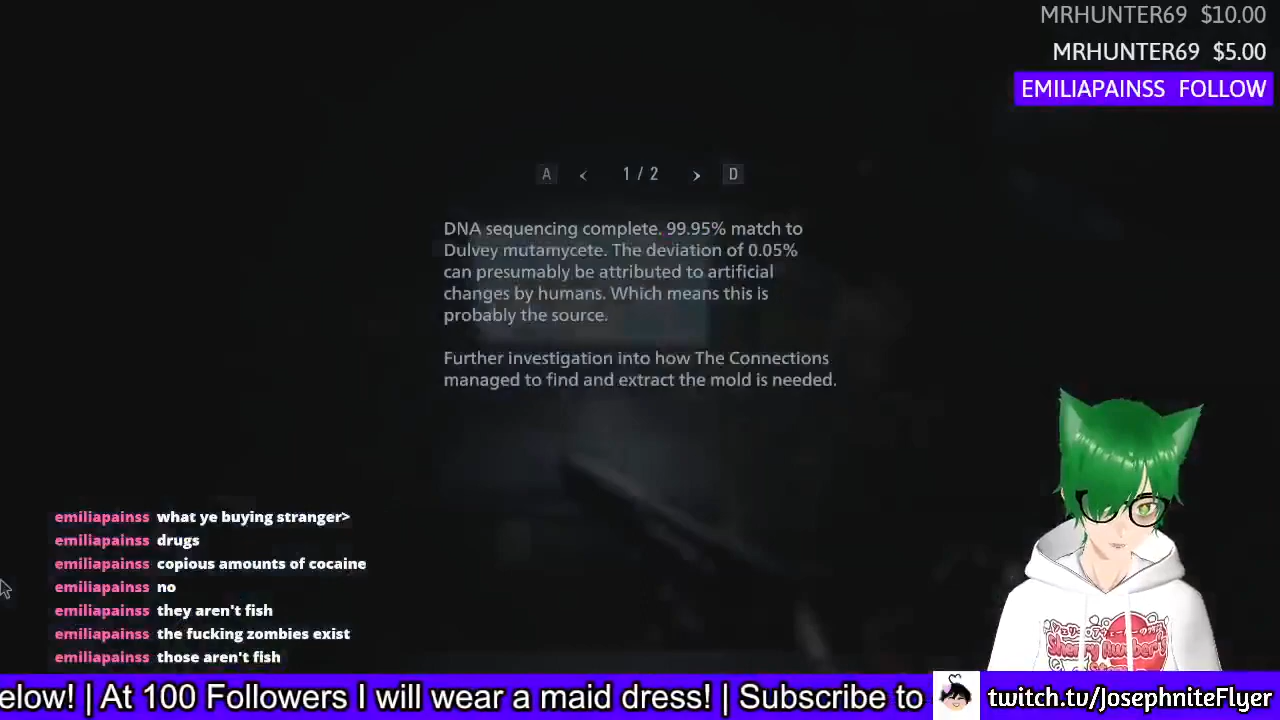 MRHUNTER69 $10.00
MRHUNTER69 $5.00
EMILIAPAINSS FOLLOW
A < 1 / 2 > D
DNA sequencing complete. 99.95% match to
Dulvey mutamycete. The deviation of 0.05%
can presumably be attributed to artificial
changes by humans. Which means this is
probably the source.
Further investigation into how The Connections
managed to find and extract the mold is needed.
emiliapainss what ye buying stranger>
emiliapainss drugs
emiliapainss copious amounts of cocaine
emiliapainss no
emiliapainss they aren't fish
emiliapainss the fucking zombies exist
emiliapainss those aren't fish
elow! | At 100 Followers I will wear a maid dress! | Subscribe to
twitch.tv/JosephniteFlyer